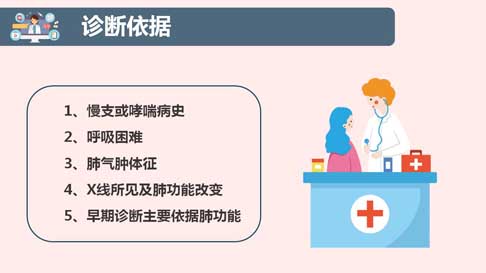 诊断依据
1、慢支或哮喘病史
2、呼吸困难
3、肺气肿体征
4、X线所见及肺功能改变
5、早期诊断主要依据肺功能